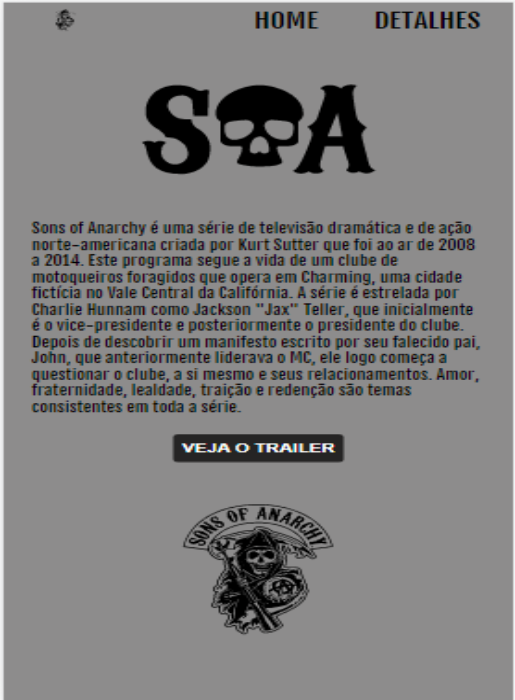 HOME DETALHES
SOA
Sons of Anarchy é uma série de televisão dramática e de ação
norte-americana criada por Kurt Sutter que foi ao ar de 2008
a 2014. Este programa segue a vida de um clube de
motoqueiros foragidos que opera em Charming, uma cidade
fictícia no Vale Central da Califórnia. A série é estrelada por
Charlie Hunnam como Jackson "Jax" Teller, que inicialmente
é o vice-presidente e posteriormente o presidente do clube.
Depois de descobrir um manifesto escrito por seu falecido pai,
John, que anteriormente liderava o MC, ele logo começa a
questionar o clube, a si mesmo e seus relacionamentos. Amor,
fraternidade, lealdade, traição e redenção são temas
consistentes em toda a série.
VEJA O TRAILER
SONS OF ANARCHY